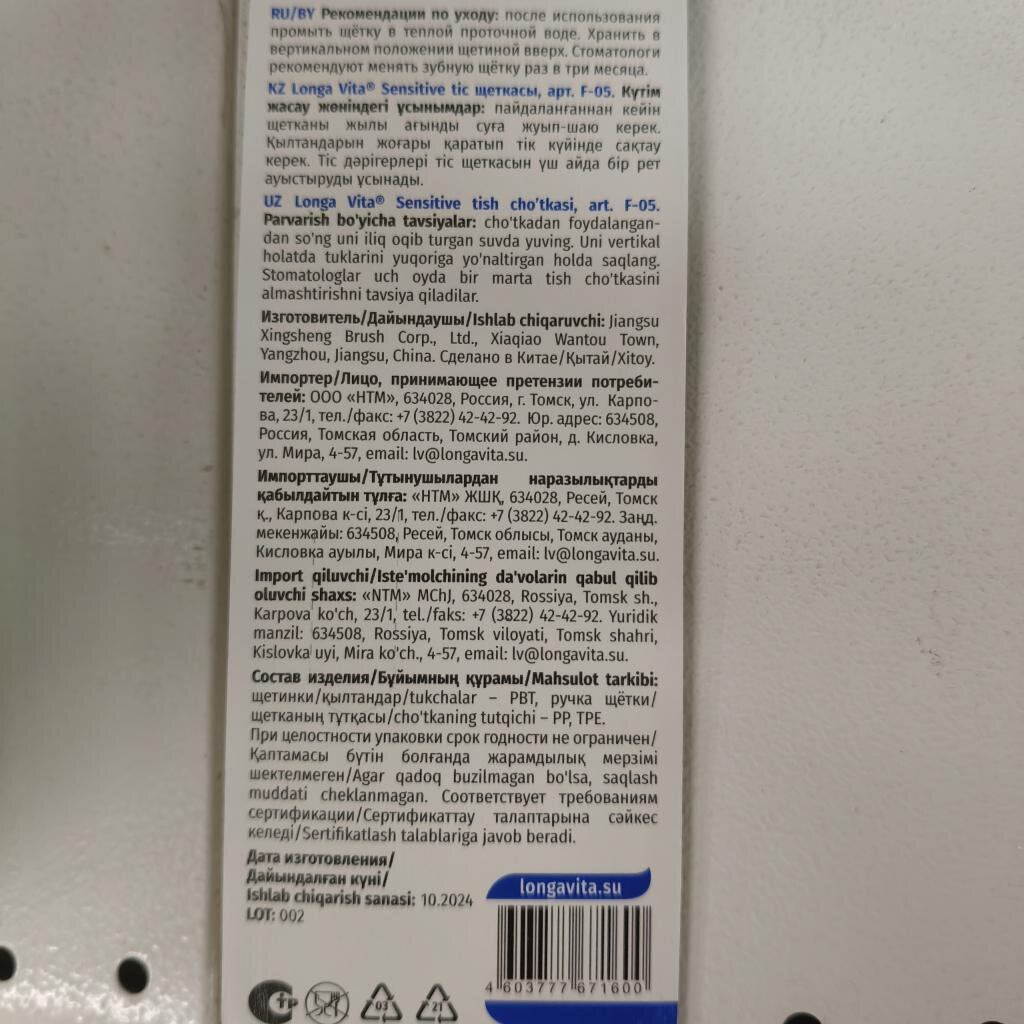 RU/BY Рекомендации по уходу: после использования
промыть щётку в теплой проточной воде. Хранить в
вертикальном положении щетиной вверх. Стоматологи
рекомендуют менять зубную щётку раз в три месяца.
KZ Longa Vita® Sensitive тіс щеткасы, арт. F-05. Күтім
жасау жөніндегі ұсынымдар: пайдаланғаннан кейін
щетканы жылы ағынды суға жуып-шаю керек.
Қылтандарын жоғары қаратып тік күйінде сақтау
керек. Тіс дәрігерлері тіс щеткасын үш айда бір рет
ауыстыруды ұсынады.
UZ Longa Vita® Sensitive tish cho'tkasi, art. F-05.
Parvarish bo'yicha tavsiyalar: cho'tkadan foydalangan-
dan so'ng uni iliq oqib turgan suvda yuving. Uni vertikal
holatda tuklarini yuqoriga yo'naltirgan holda saqlang.
Stomatologlar uch oyda bir marta tish cho'tkasini
almashtirishni tavsiya qiladilar.
Изготовитель/Дайындаушы/Ishlab chiqaruvchi: Jiangsu
Xingsheng Brush Corp., Ltd., Xiaqiao Wantou Town,
Yangzhou, Jiangsu, China. Сделано в Китае/Қытай/Xitoy.
Импортер/Лицо, принимающее претензии потреби-
телей: ООО «НТМ», 634028, Россия, г. Томск, ул. Карпо-
ва, 23/1, тел./факс: +7 (3822) 42-42-92. Юр. адрес: 634508,
Россия, Томская область, Томский район, д. Кисловка,
ул. Мира, 4-57, email: lv@longavita.su.
Импорттаушы/Тұтынушылардан наразылықтарды
қабылдайтын тұлға: «НТМ» ЖШҚ, 634028, Ресей, Томск
қ., Карпова к-сі, 23/1, тел./факс: +7 (3822) 42-42-92. Заңд.
мекенжайы: 634508, Ресей, Томск облысы, Томск ауданы,
Кисловка ауылы, Мира к-сі, 4-57, email: lv@longavita.su.
Import qiluvchi/Iste'molchining da'volarin qabul qilib
oluvchi shaxs: «NTM» MChJ, 634028, Rossiya, Tomsk sh.,
Karpova ko'ch, 23/1, tel./faks: +7 (3822) 42-42-92. Yuridik
manzil: 634508, Rossiya, Tomsk viloyati, Tomsk shahri,
Kislovka uyi, Mira ko'ch., 4-57, email: lv@longavita.su.
Состав изделия/Бұйымның құрамы/Mahsulot tarkibi:
щетинки/қылтандар/tukchalar – PBT, ручка щётки/
щетканың тұтқасы/cho'tkaning tutqichi – PP, TPE.
При целостности упаковки срок годности не ограничен/
Қаптамасы бүтін болғанда жарамдылық мерзімі
шектелмеген/Agar qadoq buzilmagan bo'lsa, saqlash
muddati cheklanmagan. Соответствует требованиям
сертификации/Сертификаттау талаптарына сәйкес
келеді/Sertifikatlash talablariga javob beradi.
Дата изготовления/
Дайындалған күні/
Ishlab chiqarish sanasi: 10.2024
LOT: 002
longavita.su
4 603777 671600
03
21